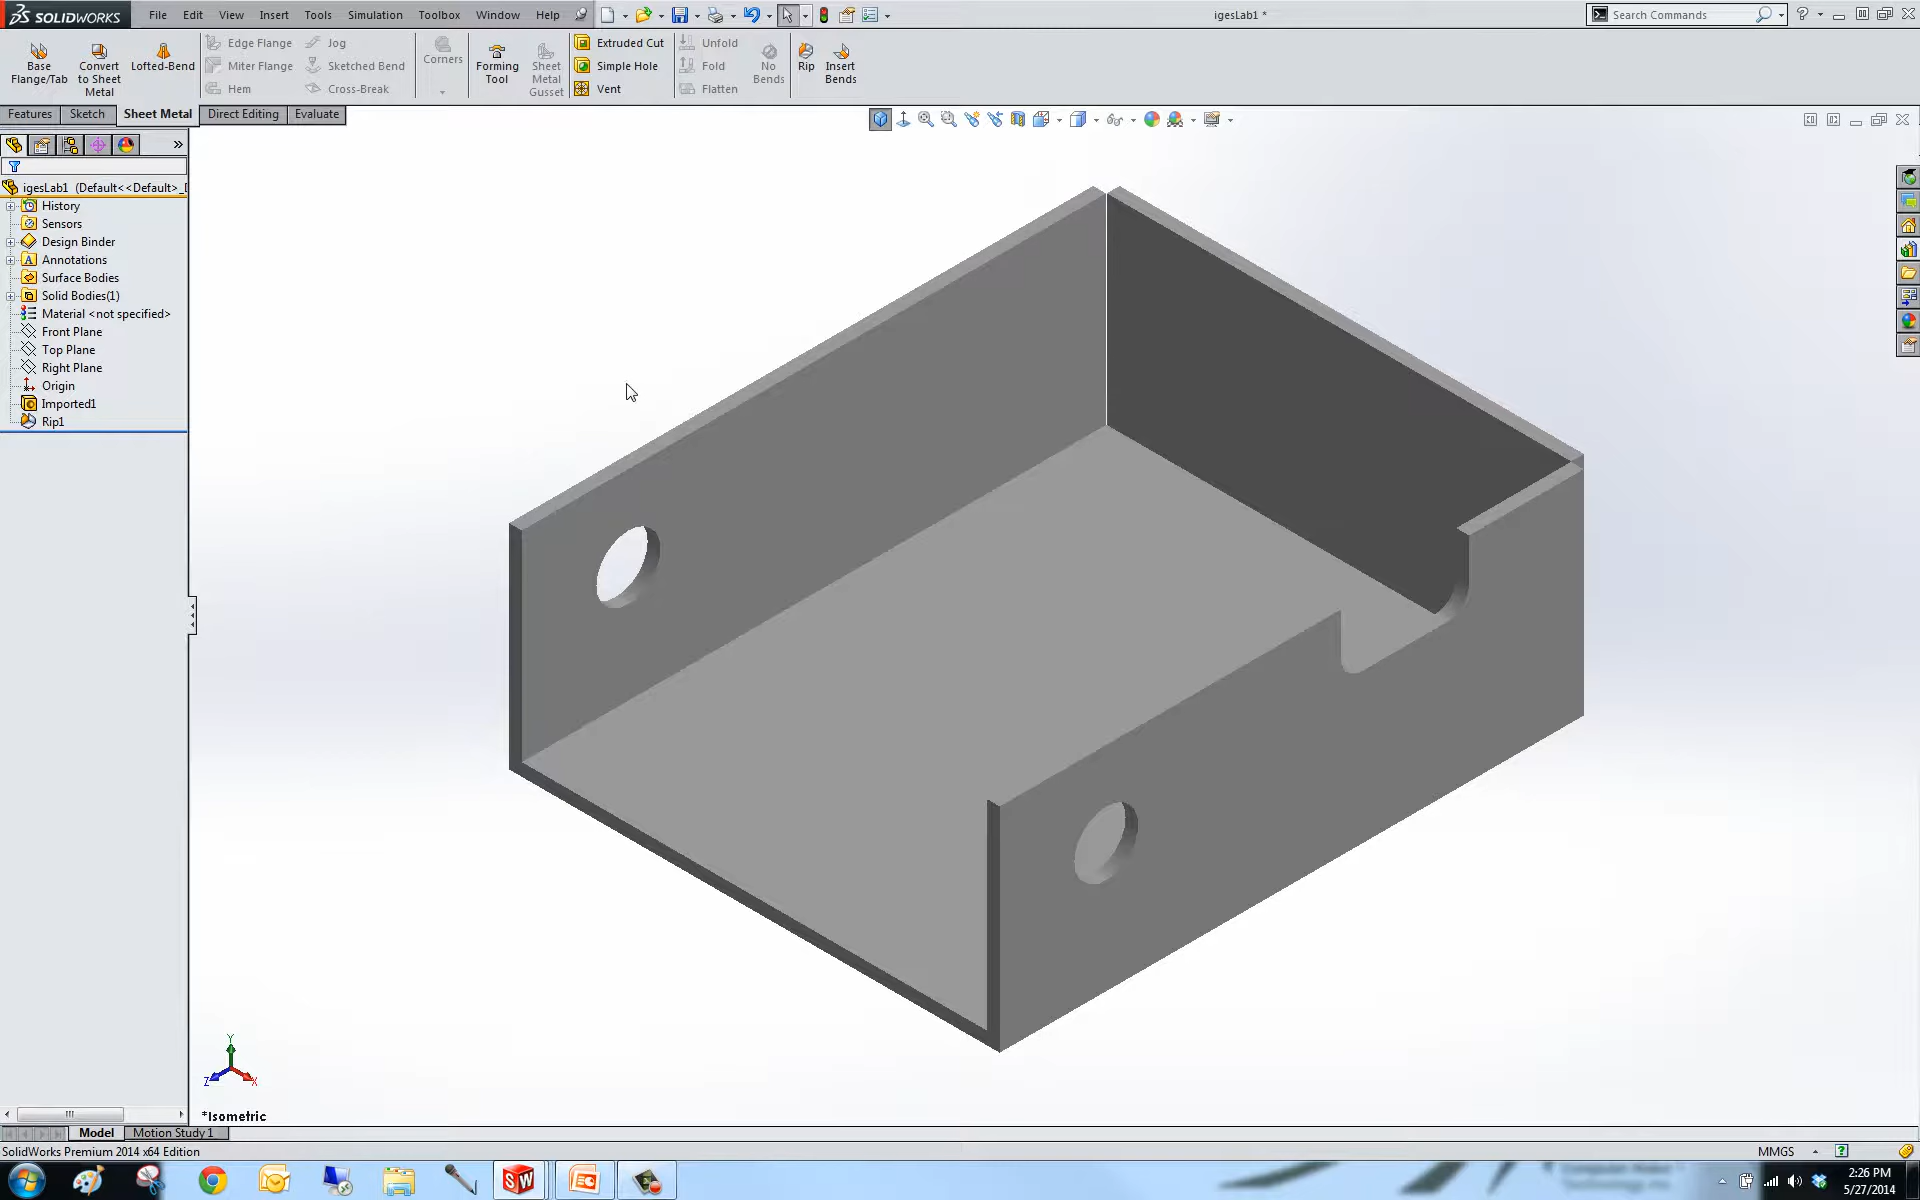 SOLIDWORKS File Edit View Insert Tools Simulation Toolbox Window Help igesLab1 * Search Commands
Base Flange/Tab
Convert to Sheet Metal
Lofted-Bend
Edge Flange
Miter Flange
Hem
Jog
Sketched Bend
Cross-Break
Corners
Forming Tool
Sheet Metal Gusset
Extruded Cut
Simple Hole
Vent
Unfold
Fold
Flatten
No Bends
Rip
Insert Bends
Features Sketch Sheet Metal Direct Editing Evaluate
igesLab1 (Default<<Default>_
History
Sensors
Design Binder
Annotations
Surface Bodies
Solid Bodies(1)
Material <not specified>
Front Plane
Top Plane
Right Plane
Origin
Imported1
Rip1
Y
Z X
*Isometric
Model Motion Study 1
SolidWorks Premium 2014 x64 Edition MMGS
2:26 PM
5/27/2014